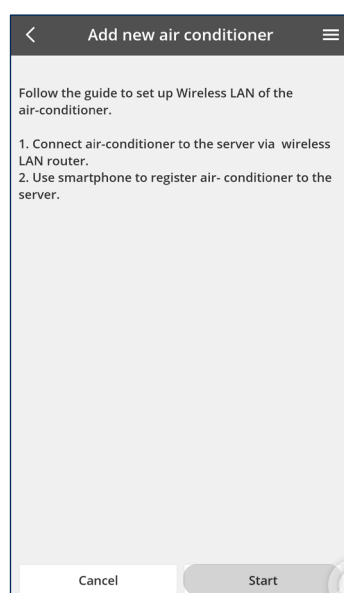 Add new air conditioner
Follow the guide to set up Wireless LAN of the
air-conditioner.
1. Connect air-conditioner to the server via wireless
LAN router.
2. Use smartphone to register air- conditioner to the
server.
Cancel
Start